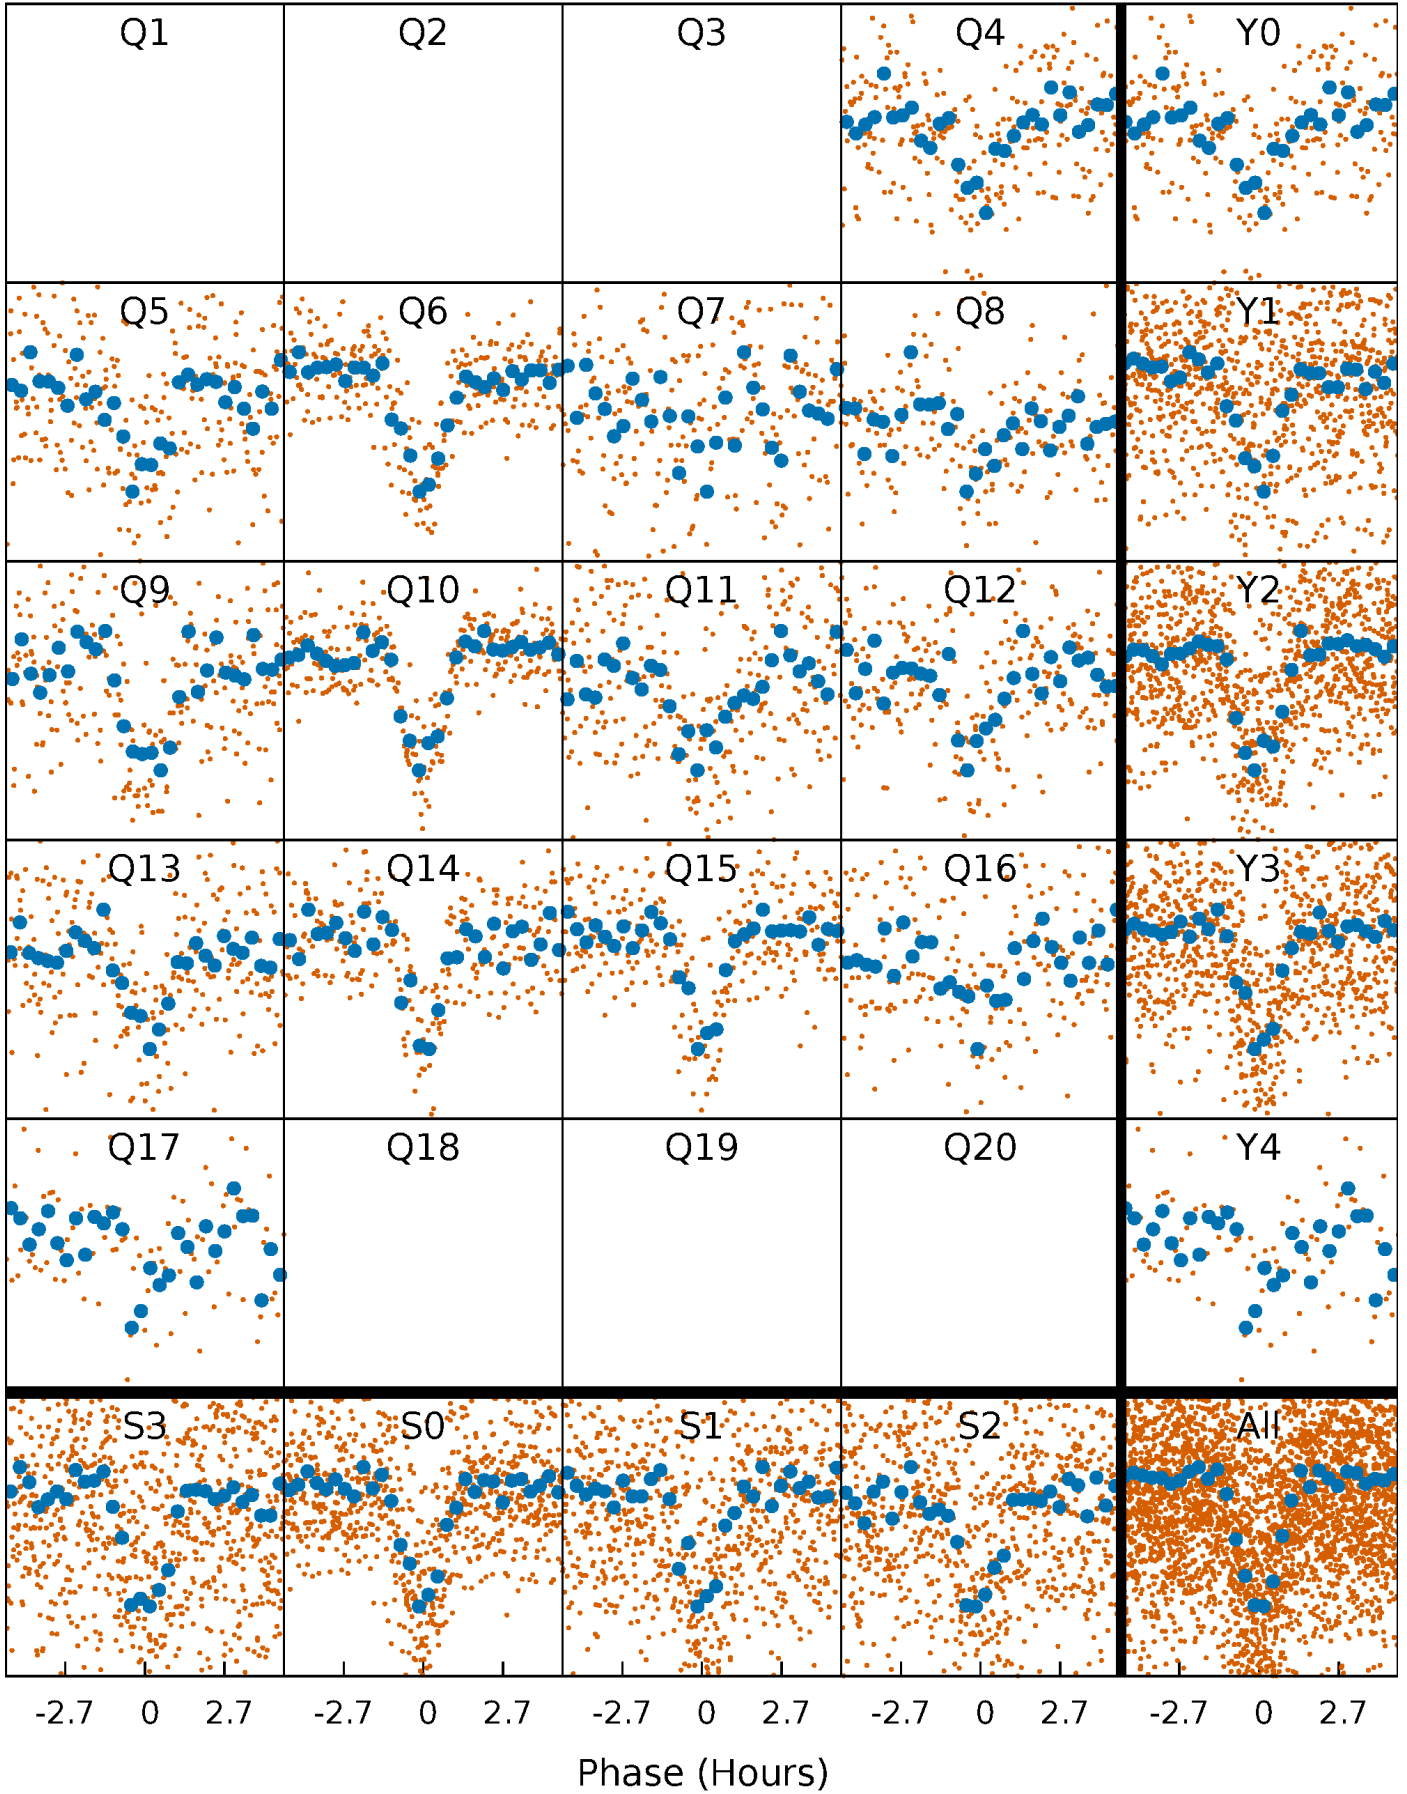 Q1 Q2 Q3 Q4 Y0
Q5 Q6 Q7 Q8 Y1
Q9 Q10 Q11 Q12 Y2
Q13 Q14 Q15 Q16 Y3
Q17 Q18 Q19 Q20 Y4
S3 S0 S1 S2 All
-2.7 0 2.7 -2.7 0 2.7 -2.7 0 2.7 -2.7 0 2.7 -2.7 0 2.7
Phase (Hours)